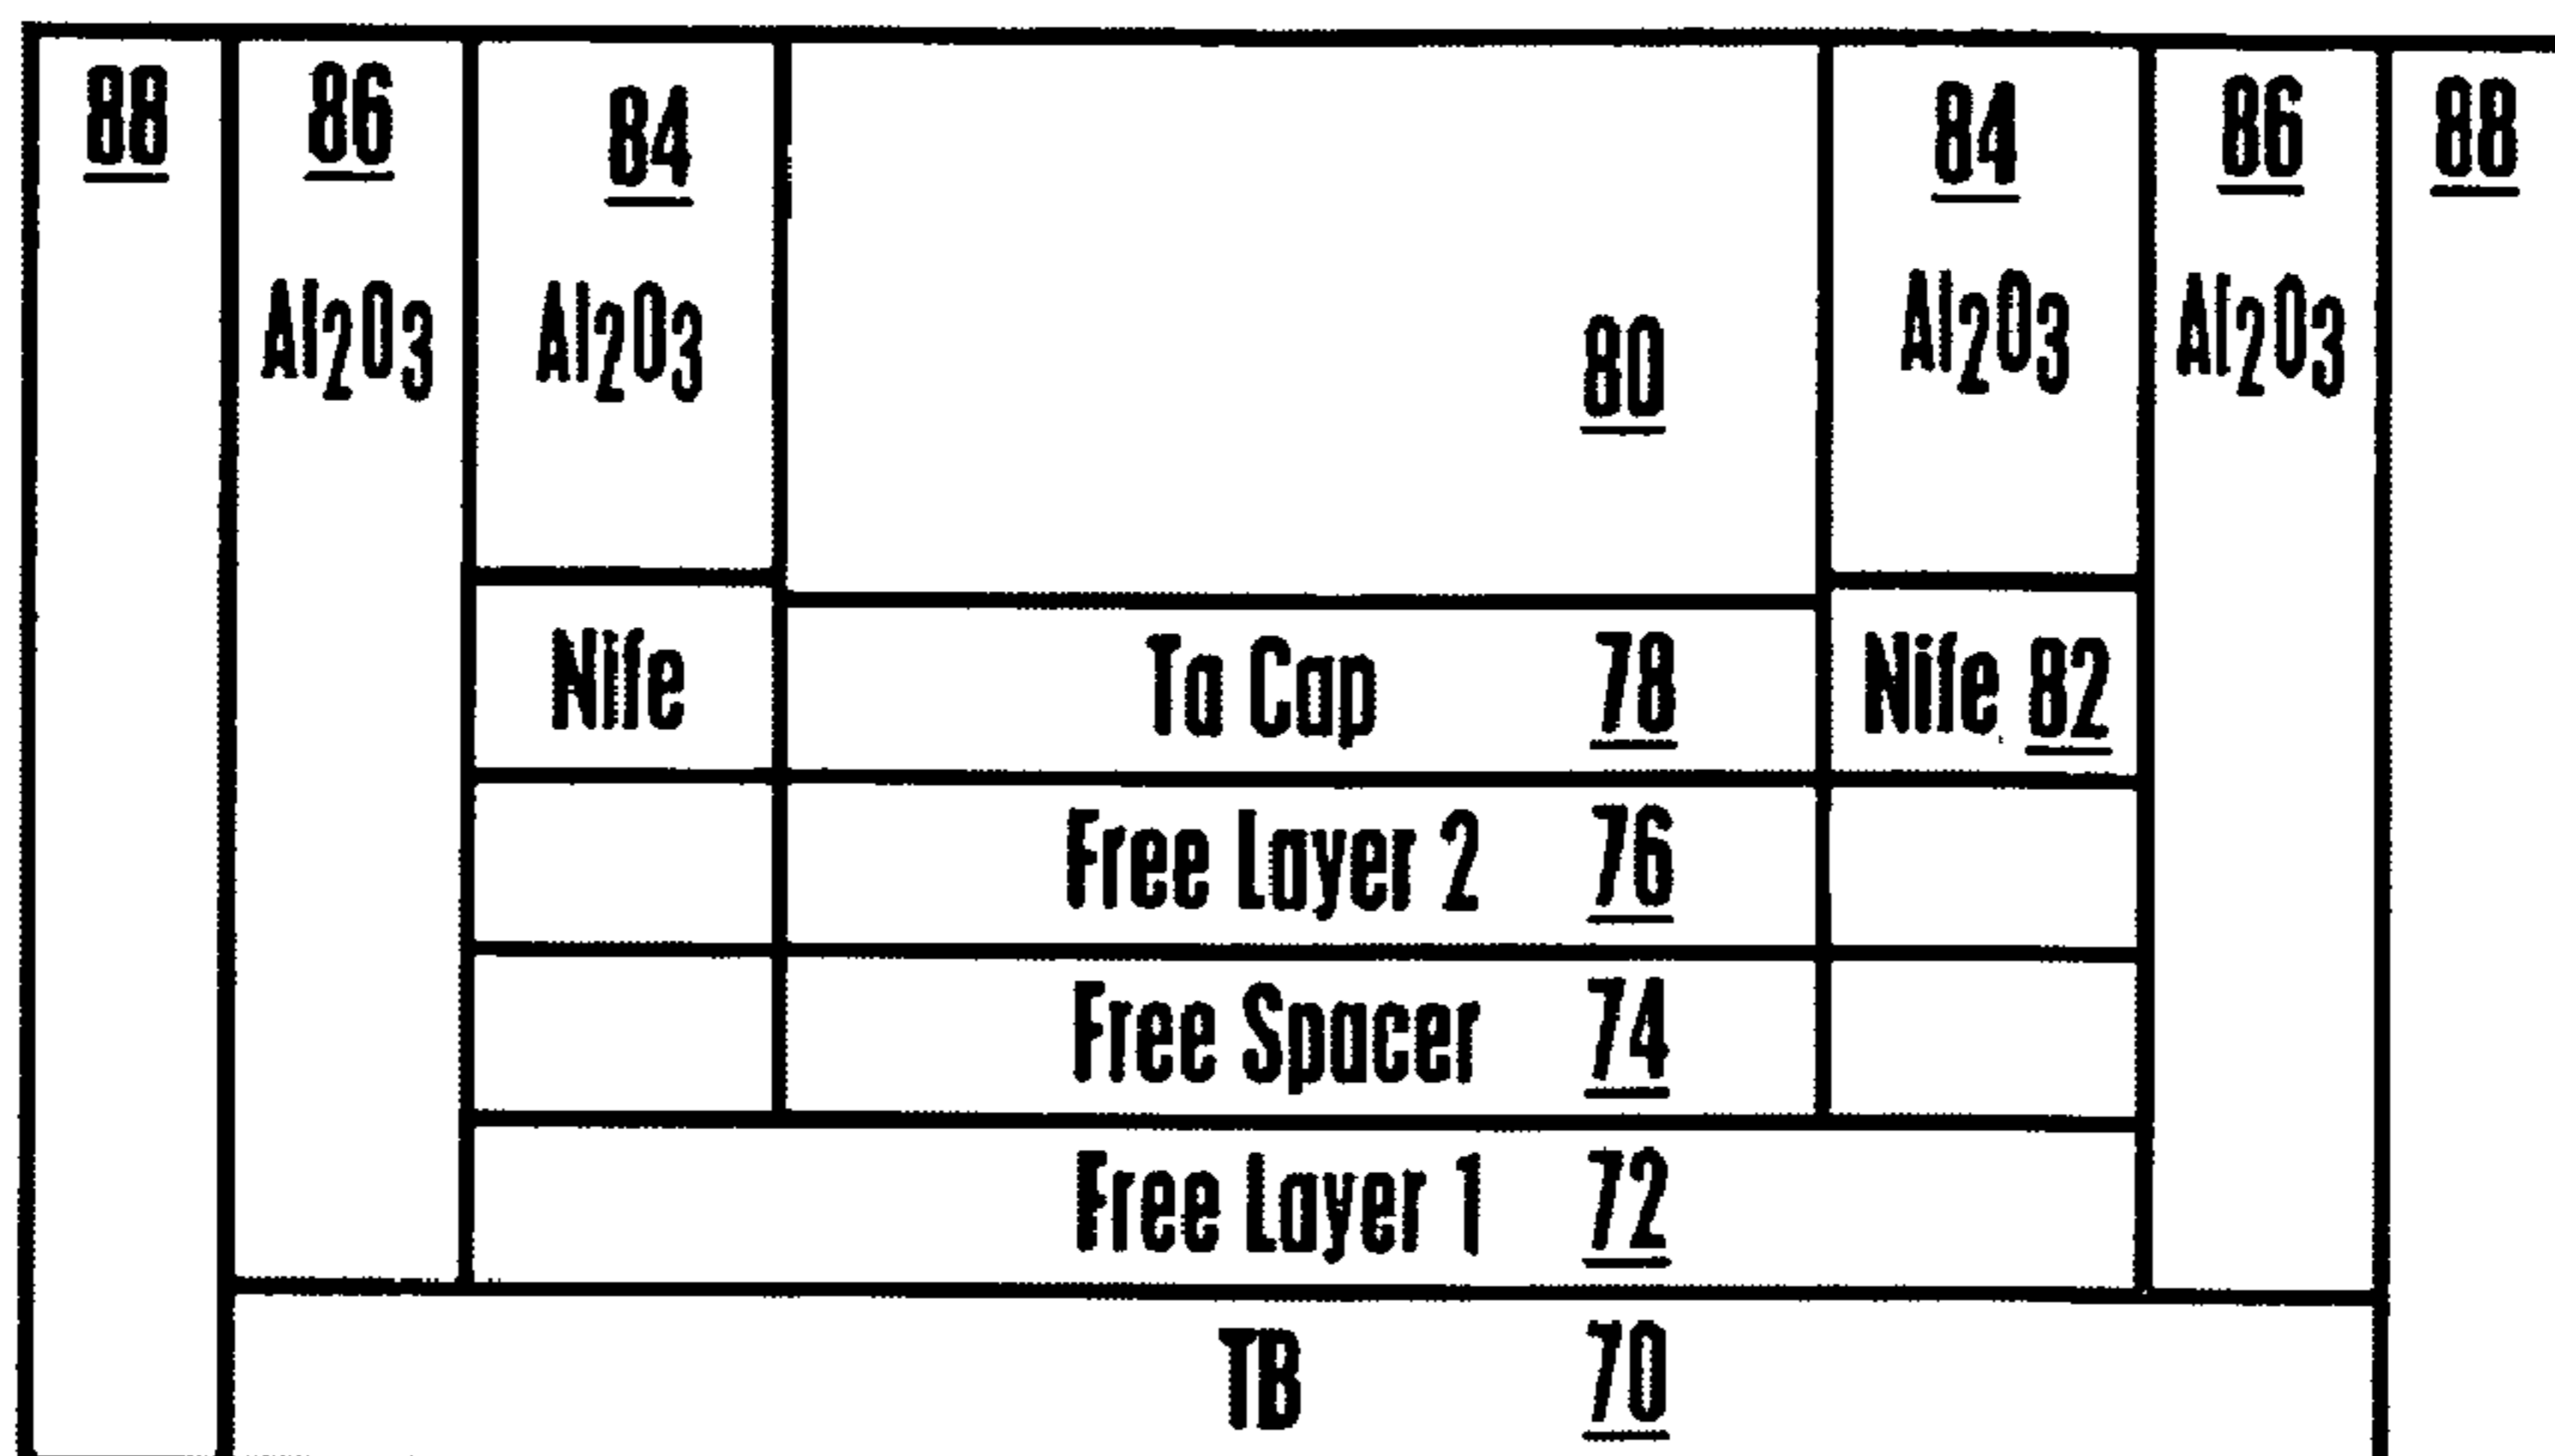 88 86 84 84 86 88
Al2O3 Al2O3 80 Al2O3 Al2O3
Nife Ta Cap 78 Nife 82
Free Layer 2 76
Free Spacer 74
Free Layer 1 72
TB 70